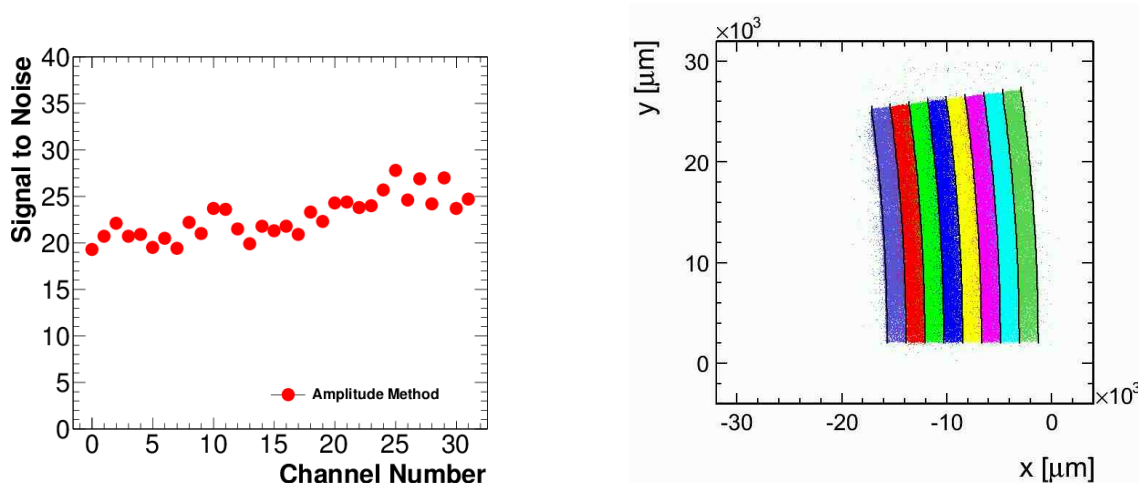 Signal to Noise
40
35
30
25
20
15
10
5
0
0 5 10 15 20 25 30
Channel Number
Amplitude Method
×10³
y [μm]
30
20
10
0
-30 -20 -10 0
×10³
x [μm]